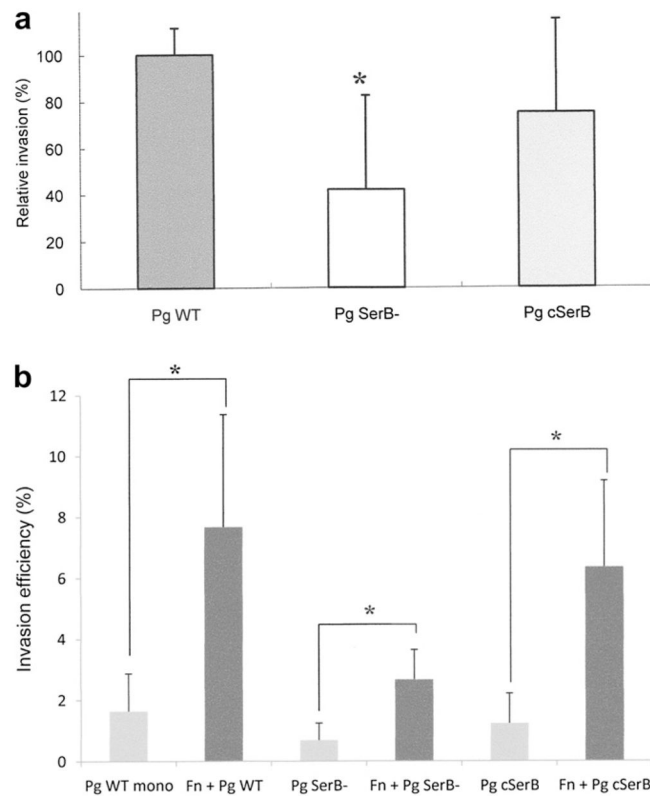 a
Relative invasion (%)
100
80
60
40
20
0
*
Pg WT Pg SerB- Pg cSerB
b
Invasion efficiency (%)
12
10
8
6
4
2
0
*
*
*
Pg WT mono Fn + Pg WT Pg SerB- Fn + Pg SerB- Pg cSerB Fn + Pg cSerB